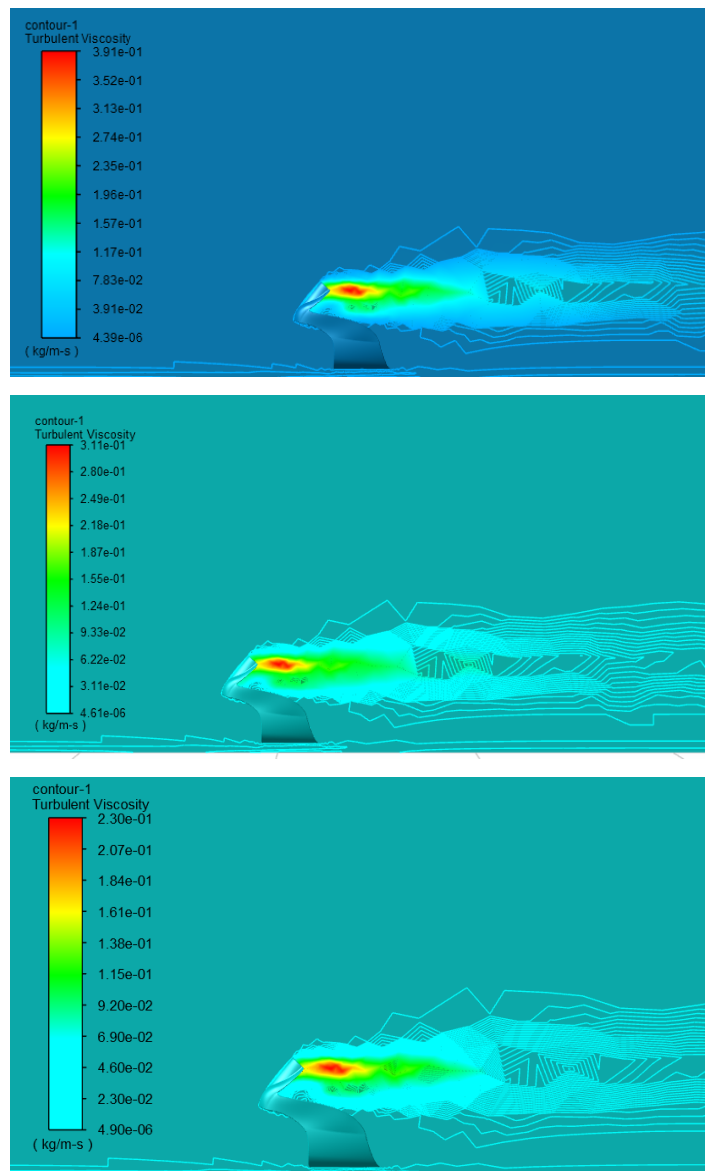 contour-1
Turbulent Viscosity
3.91e-01
3.52e-01
3.13e-01
2.74e-01
2.35e-01
1.96e-01
1.57e-01
1.17e-01
7.83e-02
3.91e-02
4.39e-06
( kg/m-s )
contour-1
Turbulent Viscosity
3.11e-01
2.80e-01
2.49e-01
2.18e-01
1.87e-01
1.55e-01
1.24e-01
9.33e-02
6.22e-02
3.11e-02
4.61e-06
( kg/m-s )
contour-1
Turbulent Viscosity
2.30e-01
2.07e-01
1.84e-01
1.61e-01
1.38e-01
1.15e-01
9.20e-02
6.90e-02
4.60e-02
2.30e-02
4.90e-06
( kg/m-s )